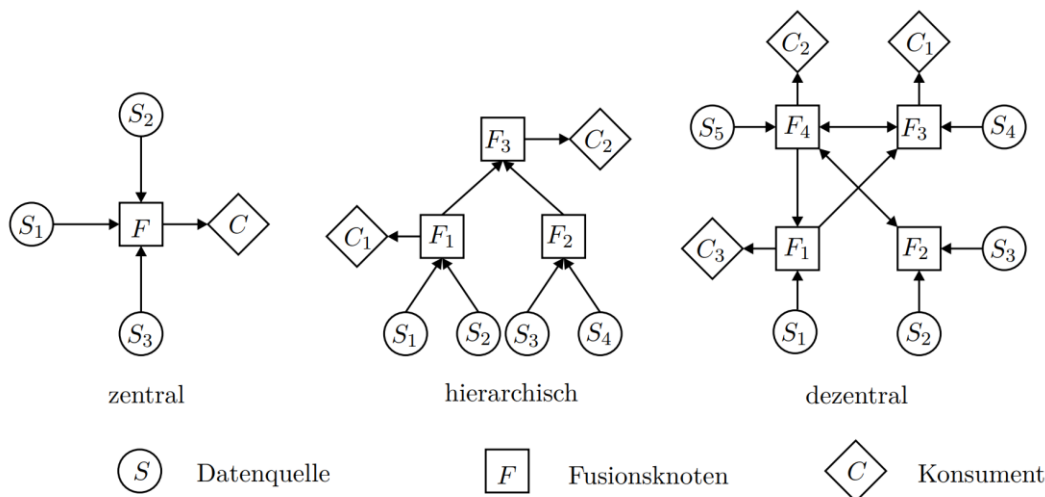 C₂ C₁
S₂ S₅ F₄ F₃ S₄
F₃ C₂
S₁ F C C₁ F₁ F₂ C₃ F₁ F₂ S₃
S₃ S₁ S₂ S₃ S₄ S₁ S₂
zentral hierarchisch dezentral
S Datenquelle F Fusionsknoten C Konsument